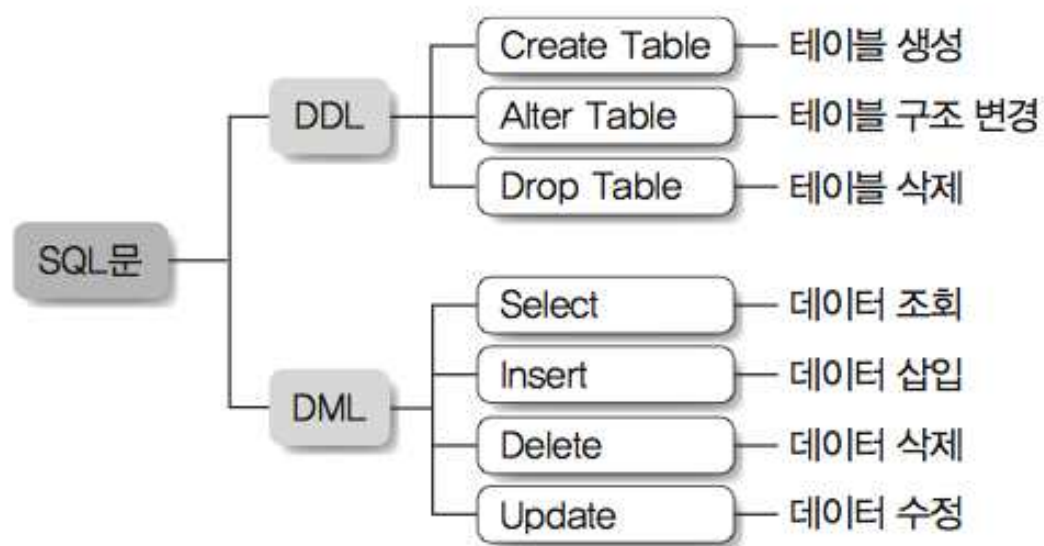 Create Table 테이블 생성
DDL Alter Table 테이블 구조 변경
Drop Table 테이블 삭제
SQL문
Select 데이터 조회
Insert 데이터 삽입
DML
Delete 데이터 삭제
Update 데이터 수정